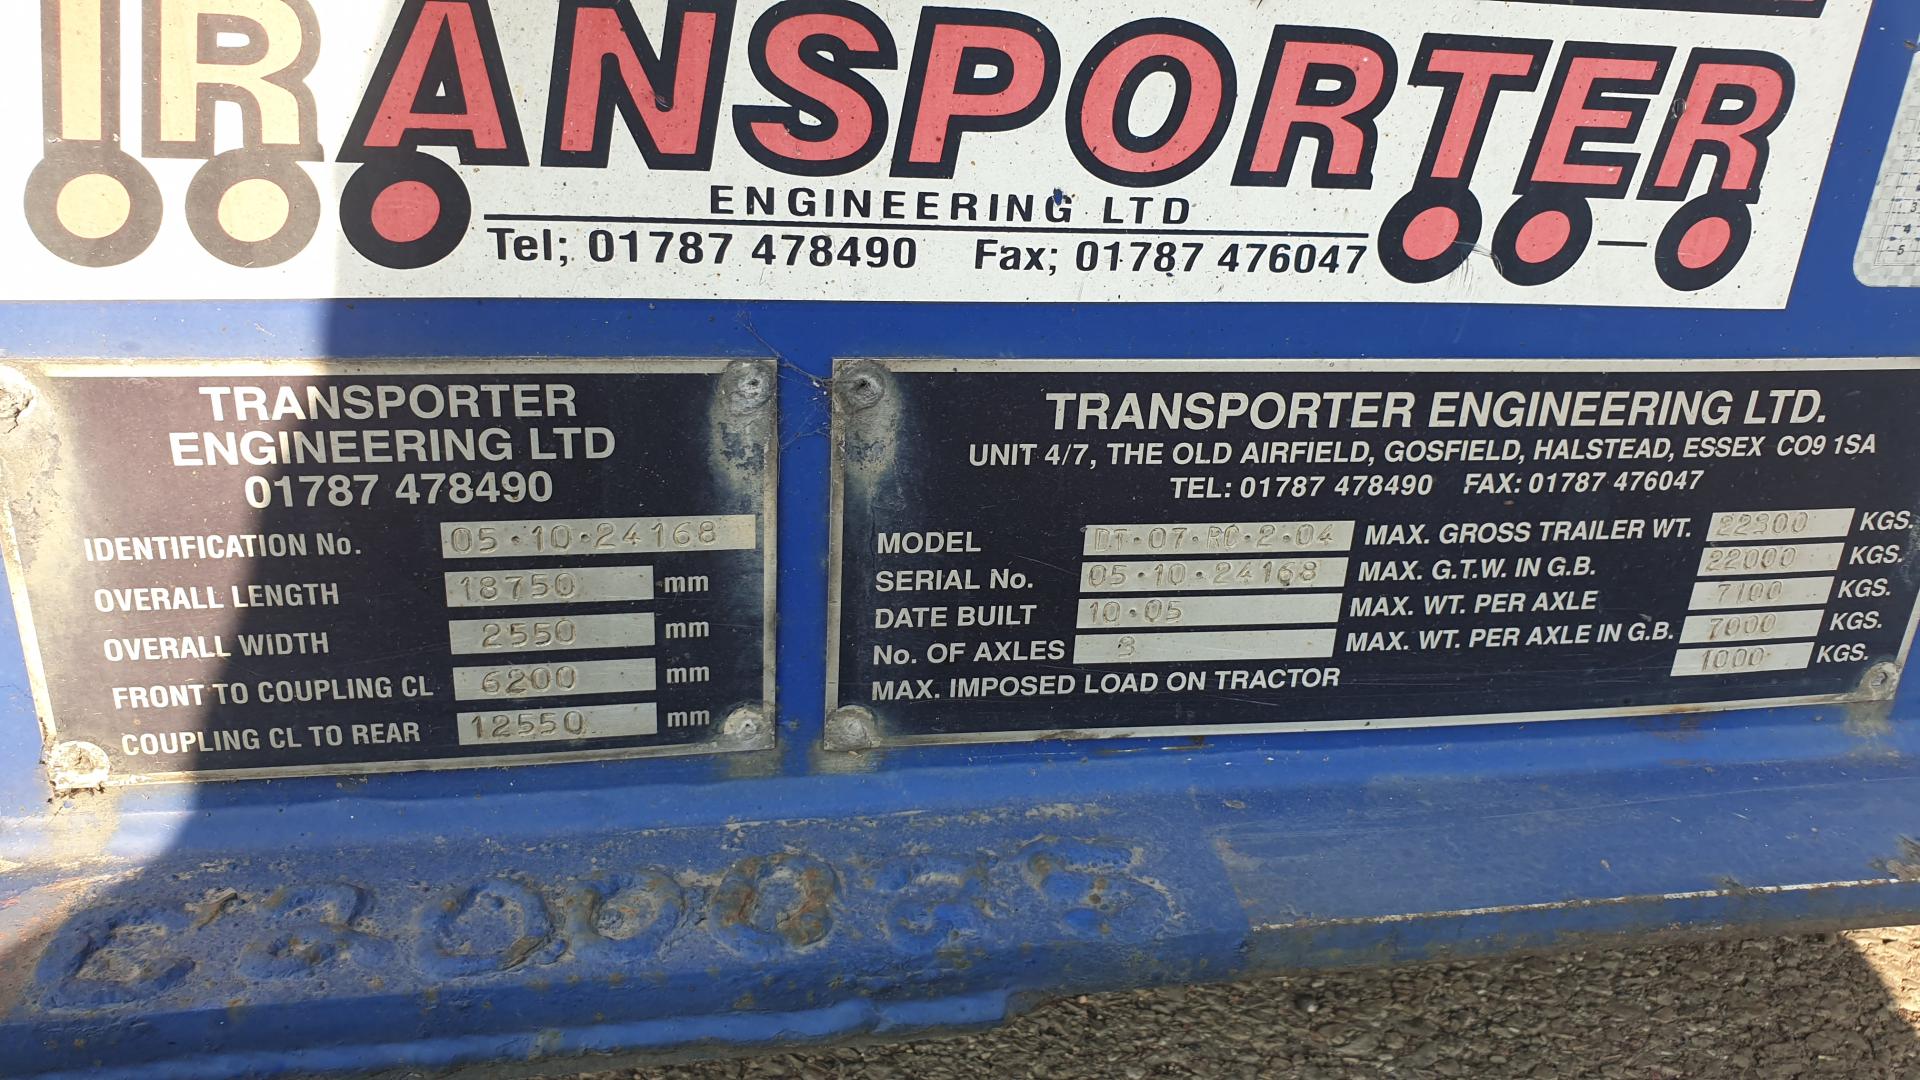 TRANSPORTER
ENGINEERING LTD
Tel; 01787 478490 Fax; 01787 476047
TRANSPORTER
ENGINEERING LTD
01787 478490
IDENTIFICATION No. 05·10·24168
OVERALL LENGTH 18750 mm
OVERALL WIDTH 2550 mm
FRONT TO COUPLING CL 6200 mm
COUPLING CL TO REAR 12550 mm
TRANSPORTER ENGINEERING LTD.
UNIT 4/7, THE OLD AIRFIELD, GOSFIELD, HALSTEAD, ESSEX CO9 1SA
TEL: 01787 478490 FAX: 01787 476047
MODEL DT·07·RC·2·04 MAX. GROSS TRAILER WT. 22300 KGS.
SERIAL No. 05·10·24168 MAX. G.T.W. IN G.B. 22000 KGS.
DATE BUILT 10·05 MAX. WT. PER AXLE 7100 KGS.
No. OF AXLES 3 MAX. WT. PER AXLE IN G.B. 7000 KGS.
MAX. IMPOSED LOAD ON TRACTOR 1000 KGS.